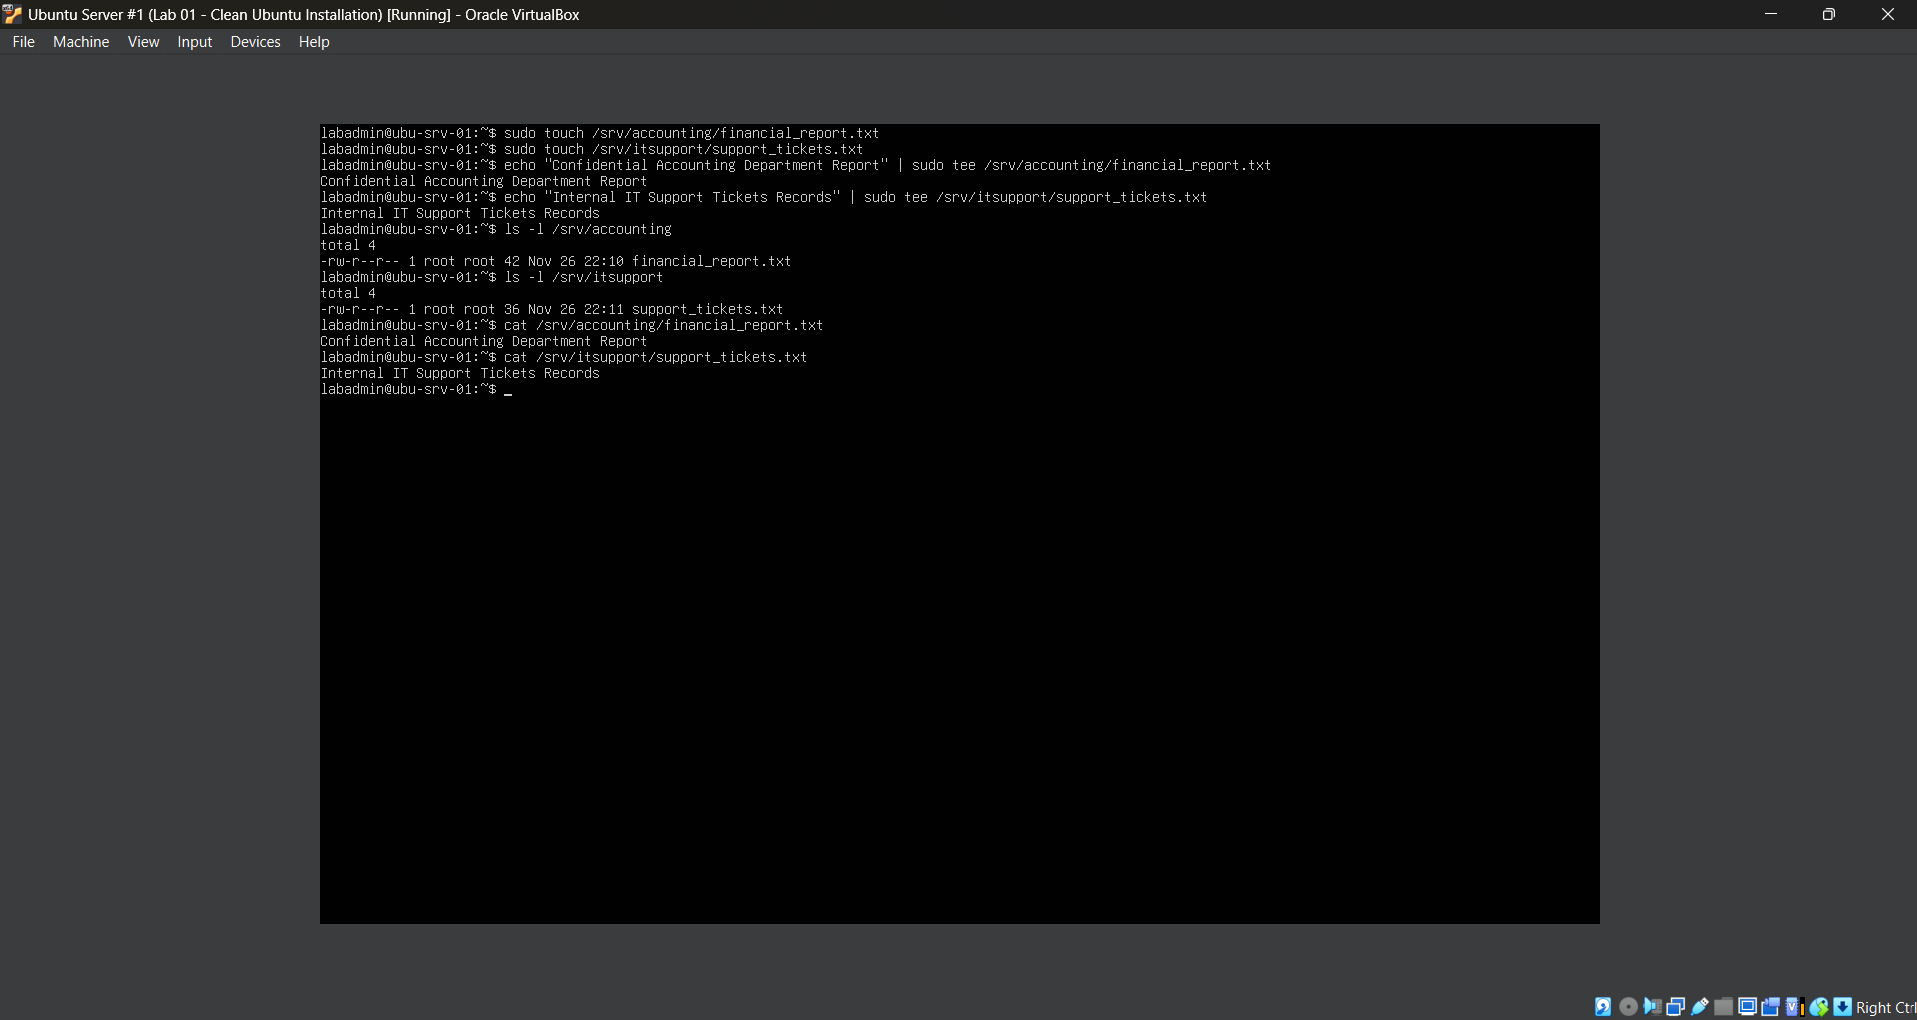 Ubuntu Server #1 (Lab 01 - Clean Ubuntu Installation) [Running] - Oracle VirtualBox
File Machine View Input Devices Help
labadmin@ubu-srv-01:~$ sudo touch /srv/accounting/financial_report.txt
labadmin@ubu-srv-01:~$ sudo touch /srv/itsupport/support_tickets.txt
labadmin@ubu-srv-01:~$ echo "Confidential Accounting Department Report" | sudo tee /srv/accounting/financial_report.txt
Confidential Accounting Department Report
labadmin@ubu-srv-01:~$ echo "Internal IT Support Tickets Records" | sudo tee /srv/itsupport/support_tickets.txt
Internal IT Support Tickets Records
labadmin@ubu-srv-01:~$ ls -l /srv/accounting
total 4
-rw-r--r-- 1 root root 42 Nov 26 22:10 financial_report.txt
labadmin@ubu-srv-01:~$ ls -l /srv/itsupport
total 4
-rw-r--r-- 1 root root 36 Nov 26 22:11 support_tickets.txt
labadmin@ubu-srv-01:~$ cat /srv/accounting/financial_report.txt
Confidential Accounting Department Report
labadmin@ubu-srv-01:~$ cat /srv/itsupport/support_tickets.txt
Internal IT Support Tickets Records
labadmin@ubu-srv-01:~$ _
Right Ctrl